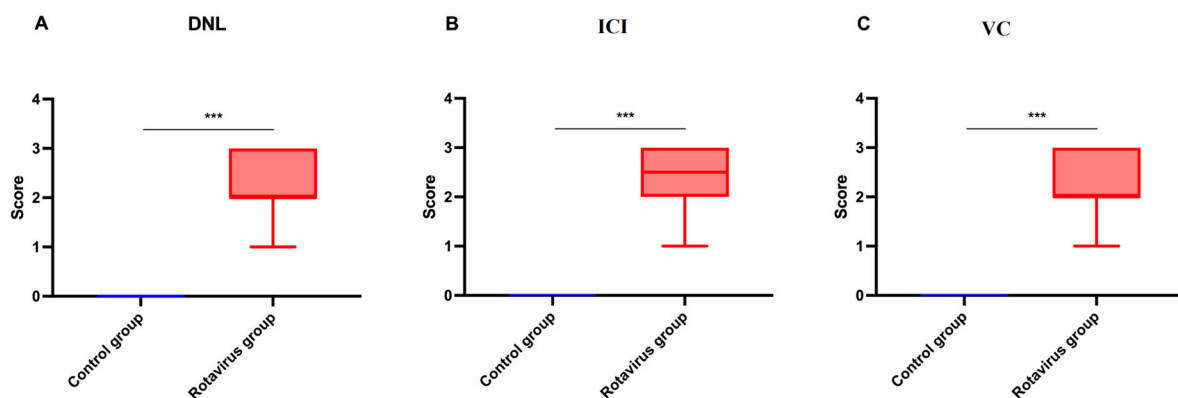 A DNL
4
3
2
1
0
Score
***
Control group
Rotavirus group
B ICI
4
3
2
1
0
Score
***
Control group
Rotavirus group
C VC
4
3
2
1
0
Score
***
Control group
Rotavirus group